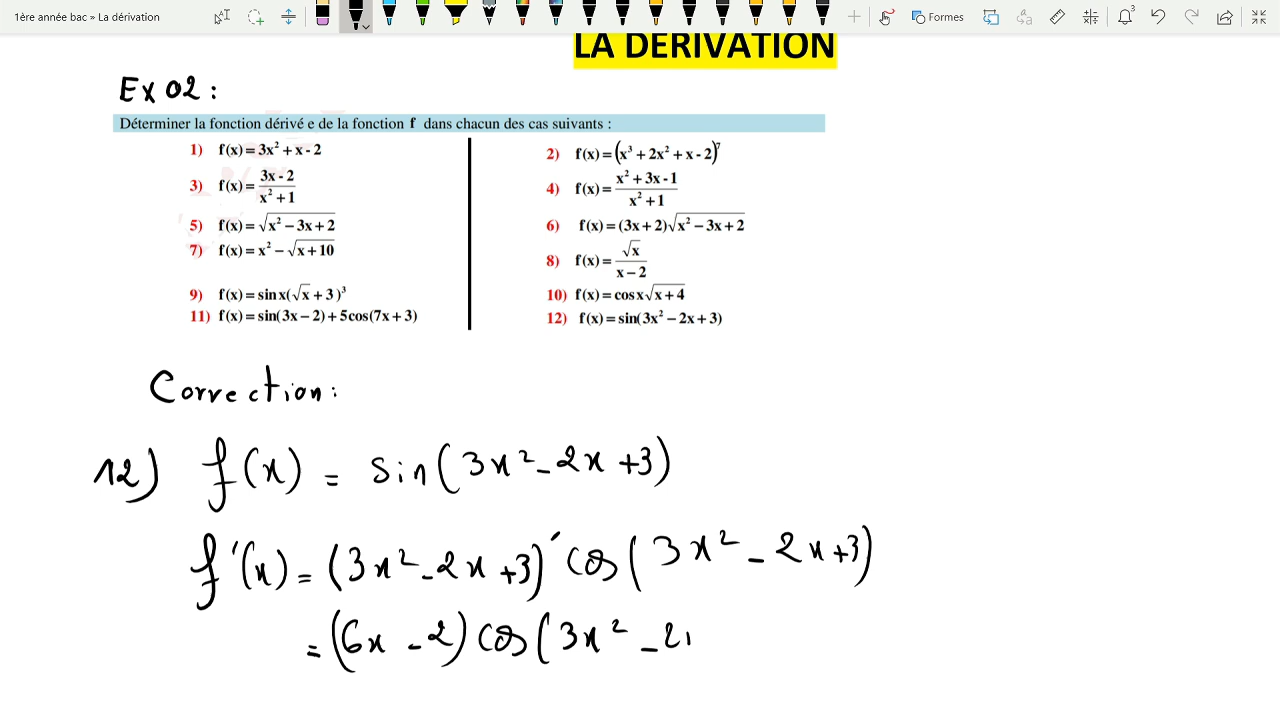 1ère année bac » La dérivation
Formes
3
LA DERIVATION
Ex 02 :
Déterminer la fonction dérivé e de la fonction f dans chacun des cas suivants :
1) f(x) = 3x² + x - 2
2) f(x) = (x³ + 2x² + x - 2)⁷
3) f(x) = (3x - 2)/(x² + 1)
4) f(x) = (x² + 3x - 1)/(x² + 1)
5) f(x) = √(x² − 3x + 2)
6) f(x) = (3x + 2)√(x² − 3x + 2)
7) f(x) = x² − √(x + 10)
8) f(x) = √x/(x − 2)
9) f(x) = sin x(√x + 3)³
10) f(x) = cos x√(x + 4)
11) f(x) = sin(3x − 2) + 5cos(7x + 3)
12) f(x) = sin(3x² − 2x + 3)
Correction :
12) f(x) = sin(3x² - 2x + 3)
f'(x) = (3x² - 2x + 3)' cos(3x² - 2x + 3)
= (6x - 2) cos(3x² - 2